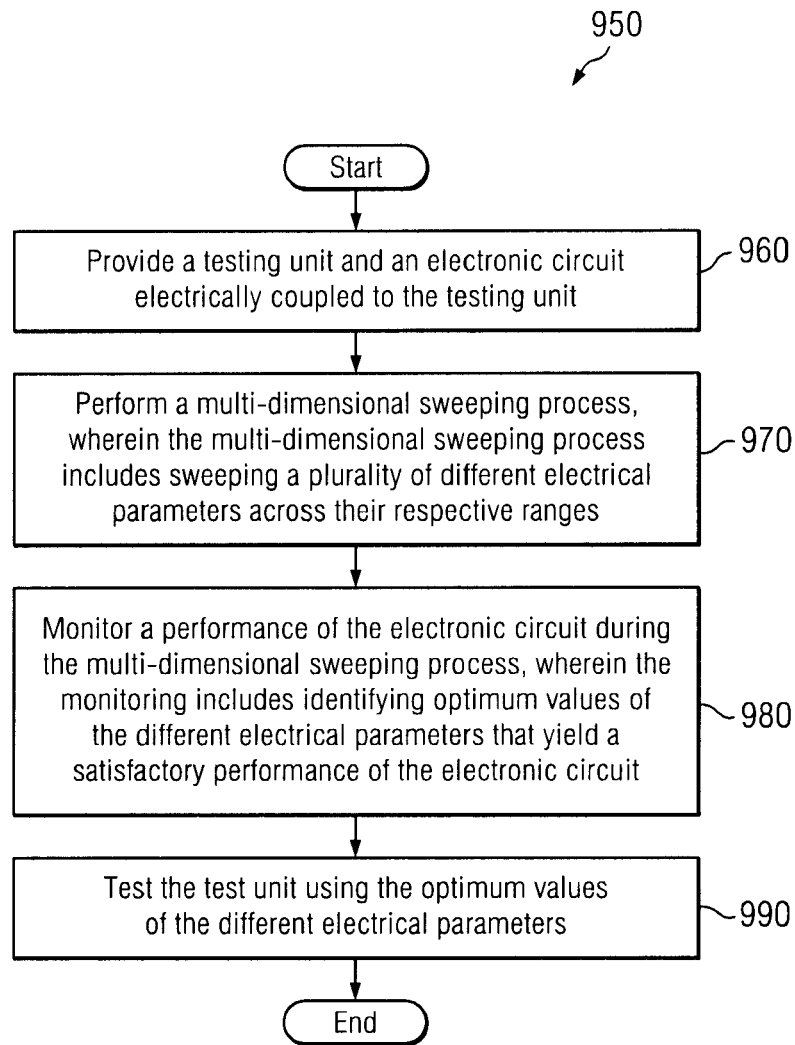 950
Start
Provide a testing unit and an electronic circuit
electrically coupled to the testing unit
960
Perform a multi-dimensional sweeping process,
wherein the multi-dimensional sweeping process
includes sweeping a plurality of different electrical
parameters across their respective ranges
970
Monitor a performance of the electronic circuit during
the multi-dimensional sweeping process, wherein the
monitoring includes identifying optimum values of
the different electrical parameters that yield a
satisfactory performance of the electronic circuit
980
Test the test unit using the optimum values
of the different electrical parameters
990
End